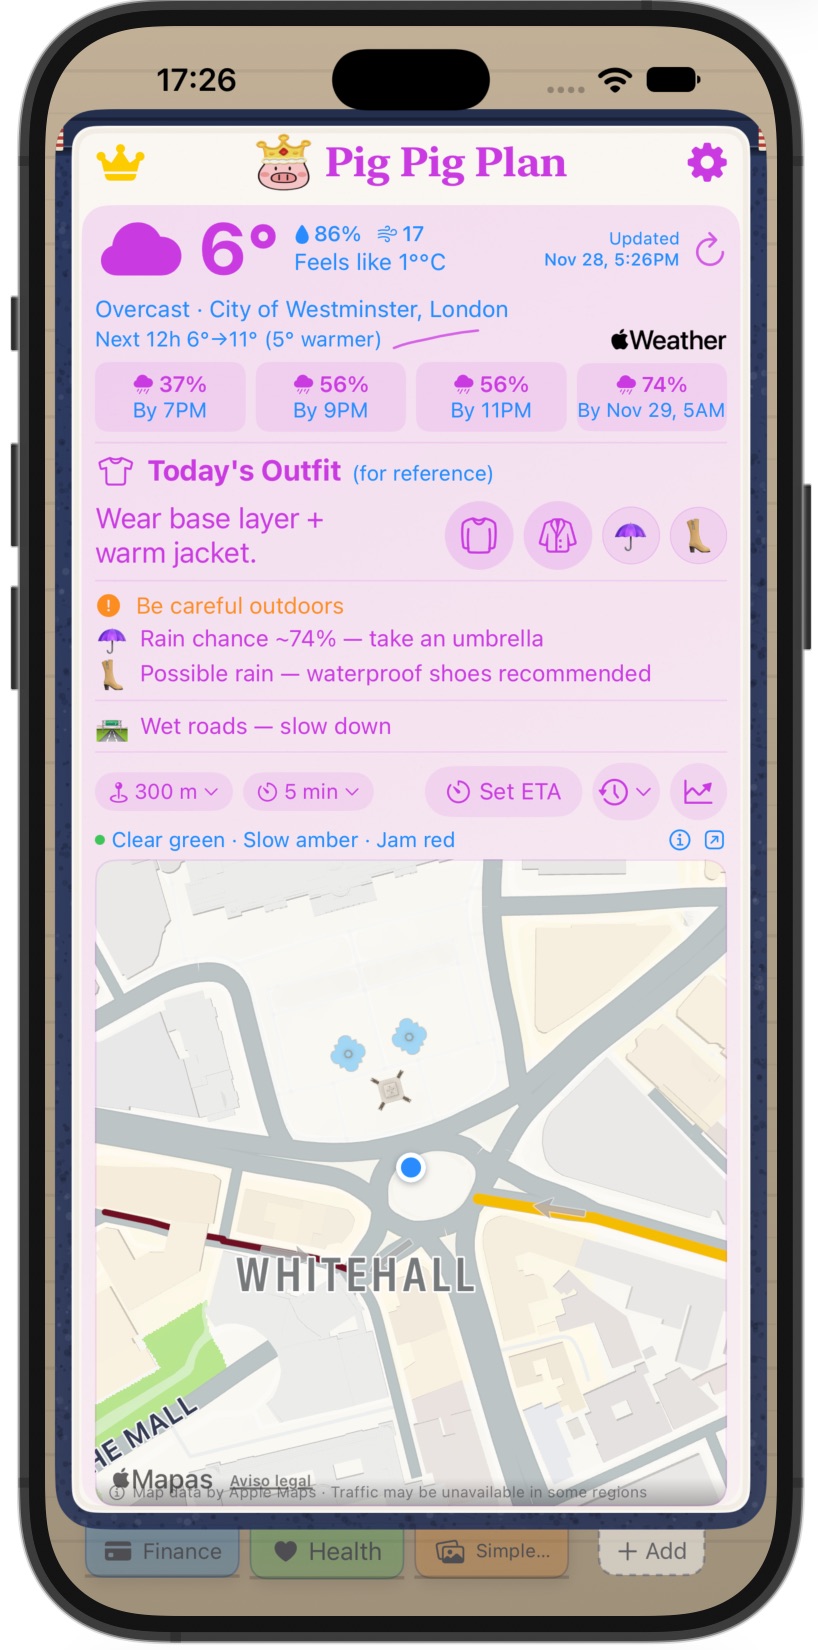 17:26
Pig Pig Plan
6°
86% 17
Feels like 1°°C
Updated
Nov 28, 5:26PM
Overcast · City of Westminster, London
Next 12h 6°→11° (5° warmer)
Weather
37%
By 7PM
56%
By 9PM
56%
By 11PM
74%
By Nov 29, 5AM
Today's Outfit (for reference)
Wear base layer +
warm jacket.
Be careful outdoors
Rain chance ~74% — take an umbrella
Possible rain — waterproof shoes recommended
Wet roads — slow down
300 m
5 min
Set ETA
Clear green · Slow amber · Jam red
WHITEHALL
HE MALL
Mapas Aviso legal
Map data by Apple Maps · Traffic may be unavailable in some regions
Finance
Health
Simple...
+ Add